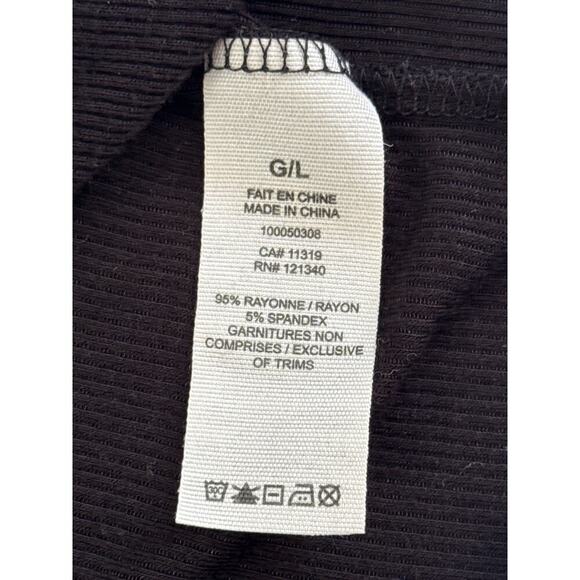 G/L
FAIT EN CHINE
MADE IN CHINA
100050308
CA# 11319
RN# 121340
95% RAYONNE / RAYON
5% SPANDEX
GARNITURES NON
COMPRISES / EXCLUSIVE
OF TRIMS